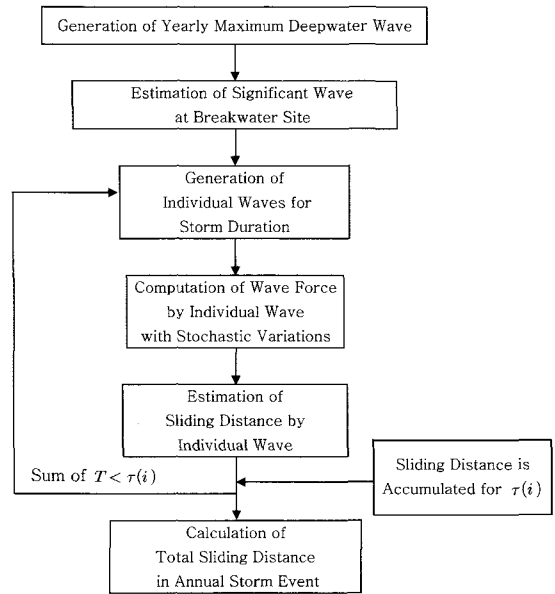 Generation of Yearly Maximum Deepwater Wave
Estimation of Significant Wave
at Breakwater Site
Generation of
Individual Waves for
Storm Duration
Computation of Wave Force
by Individual Wave
with Stochastic Variations
Estimation of
Sliding Distance by
Individual Wave
Sum of T < τ(i)
Sliding Distance is
Accumulated for τ(i)
Calculation of
Total Sliding Distance
in Annual Storm Event